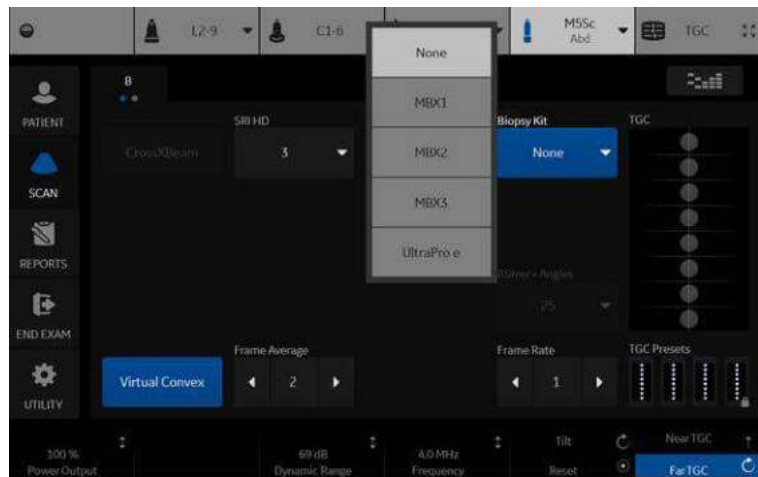 L2-9
C1-6
M5Sc
Abd
TGC
None
MBX1
MBX2
MBX3
UltraPro e
B
PATIENT
SCAN
REPORTS
END EXAM
UTILITY
SRI HD
CrossXBeam
3
Biopsy Kit
None
TGC
BSteer+ Angles
25
Virtual Convex
Frame Average
2
Frame Rate
1
TGC Presets
100 %
Power Output
69 dB
Dynamic Range
4.0 MHz
Frequency
Tilt
Reset
Near TGC
Far TGC